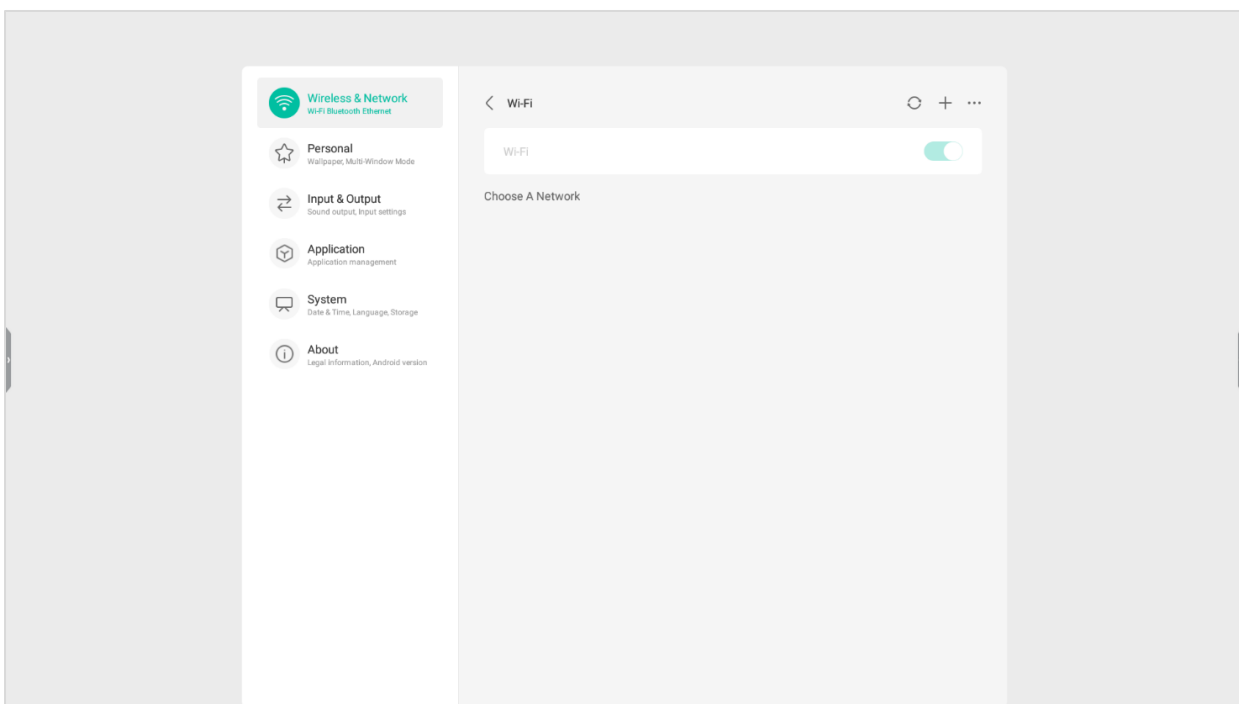 Wireless & Network
Wi-Fi Bluetooth Ethernet
Personal
Wallpaper, Multi-Window Mode
Input & Output
Sound output, Input settings
Application
Application management
System
Date & Time, Language, Storage
About
Legal information, Android version
Wi-Fi
Wi-Fi
Choose A Network